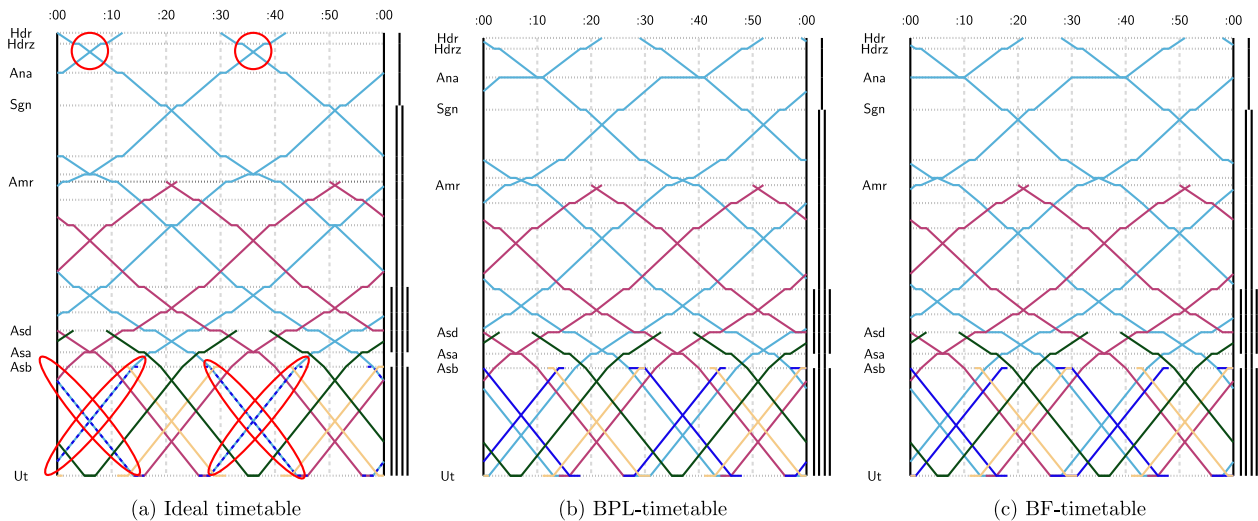 :00 :10 :20 :30 :40 :50 :00
Hdr
Hdrz
Ana
Sgn
Amr
Asd
Asa
Asb
Ut
(a) Ideal timetable
:00 :10 :20 :30 :40 :50 :00
Hdr
Hdrz
Ana
Sgn
Amr
Asd
Asa
Asb
Ut
(b) BPL-timetable
:00 :10 :20 :30 :40 :50 :00
Hdr
Hdrz
Ana
Sgn
Amr
Asd
Asa
Asb
Ut
(c) BF-timetable